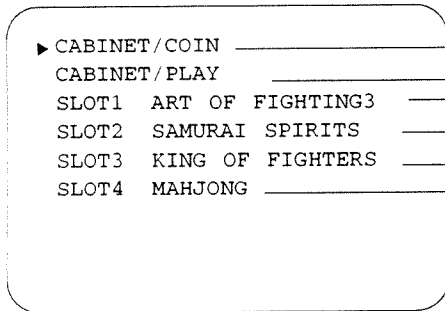 ▶ CABINET/COIN
CABINET/PLAY
SLOT1 ART OF FIGHTING3
SLOT2 SAMURAI SPIRITS
SLOT3 KING OF FIGHTERS
SLOT4 MAHJONG